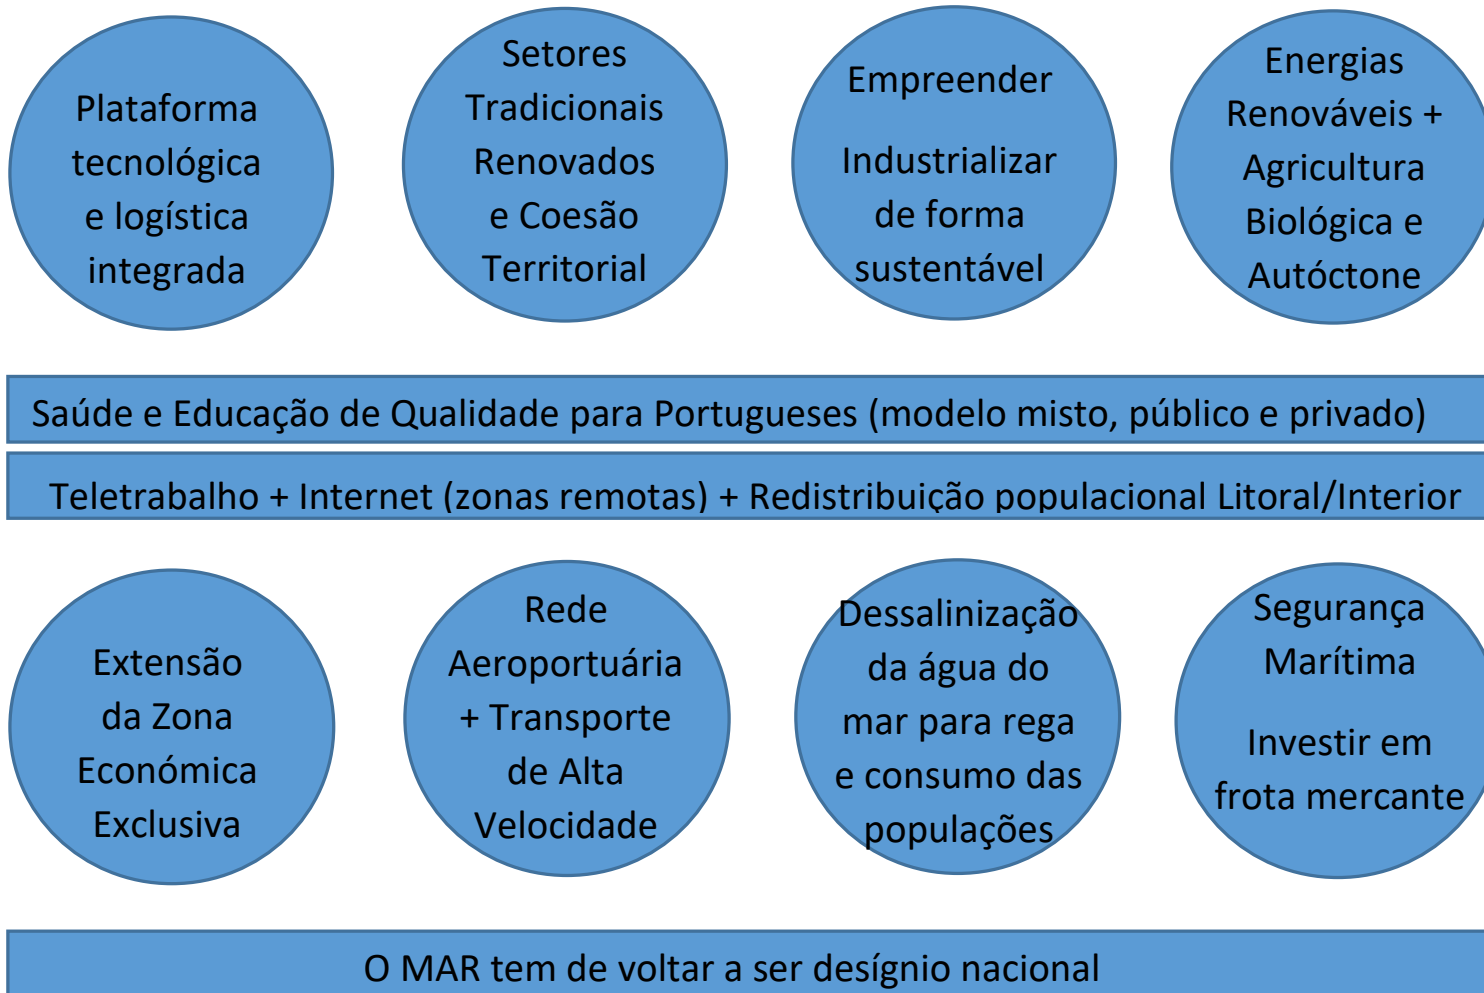 Plataforma
tecnológica
e logística
integrada
Setores
Tradicionais
Renovados
e Coesão
Territorial
Empreender
Industrializar
de forma
sustentável
Energias
Renováveis +
Agricultura
Biológica e
Autóctone
Saúde e Educação de Qualidade para Portugueses (modelo misto, público e privado)
Teletrabalho + Internet (zonas remotas) + Redistribuição populacional Litoral/Interior
Extensão
da Zona
Económica
Exclusiva
Rede
Aeroportuária
+ Transporte
de Alta
Velocidade
Dessalinização
da água do
mar para rega
e consumo das
populações
Segurança
Marítima
Investir em
frota mercante
O MAR tem de voltar a ser desígnio nacional